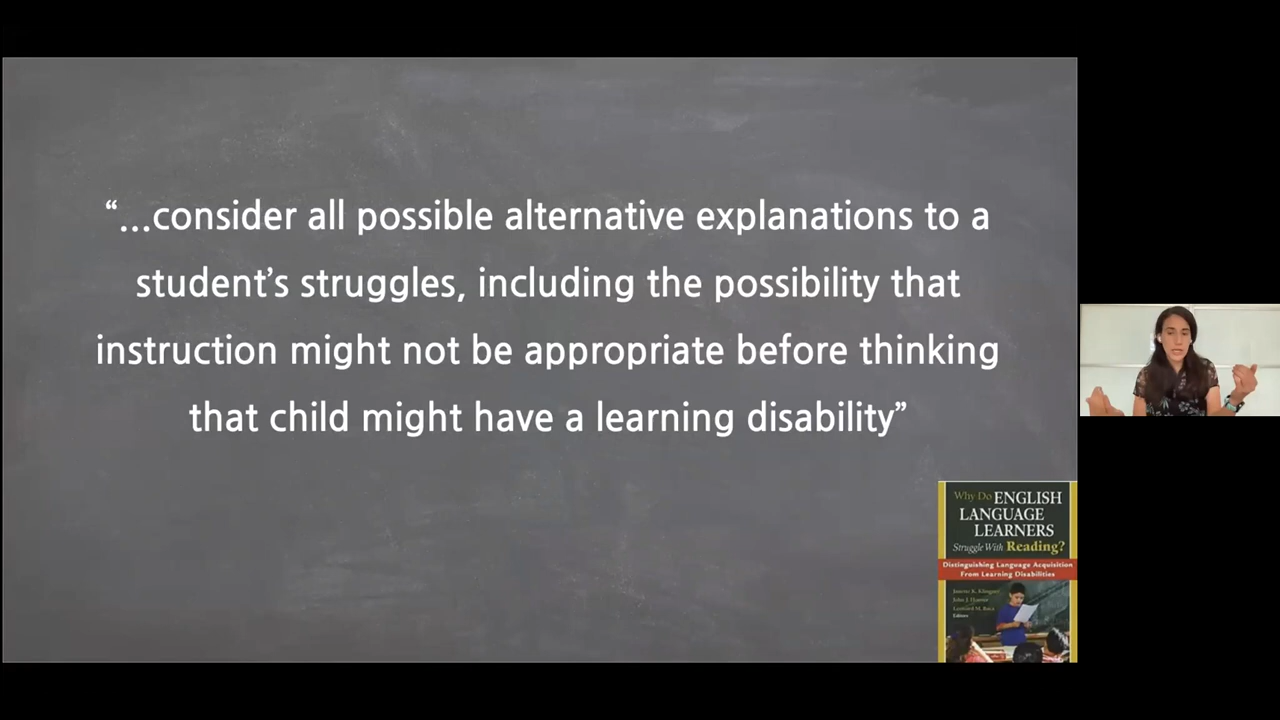 “...consider all possible alternative explanations to a
student’s struggles, including the possibility that
instruction might not be appropriate before thinking
that child might have a learning disability”
Why Do ENGLISH
LANGUAGE
LEARNERS
Struggle With Reading?
Distinguishing Language Acquisition
From Learning Disabilities
Editors